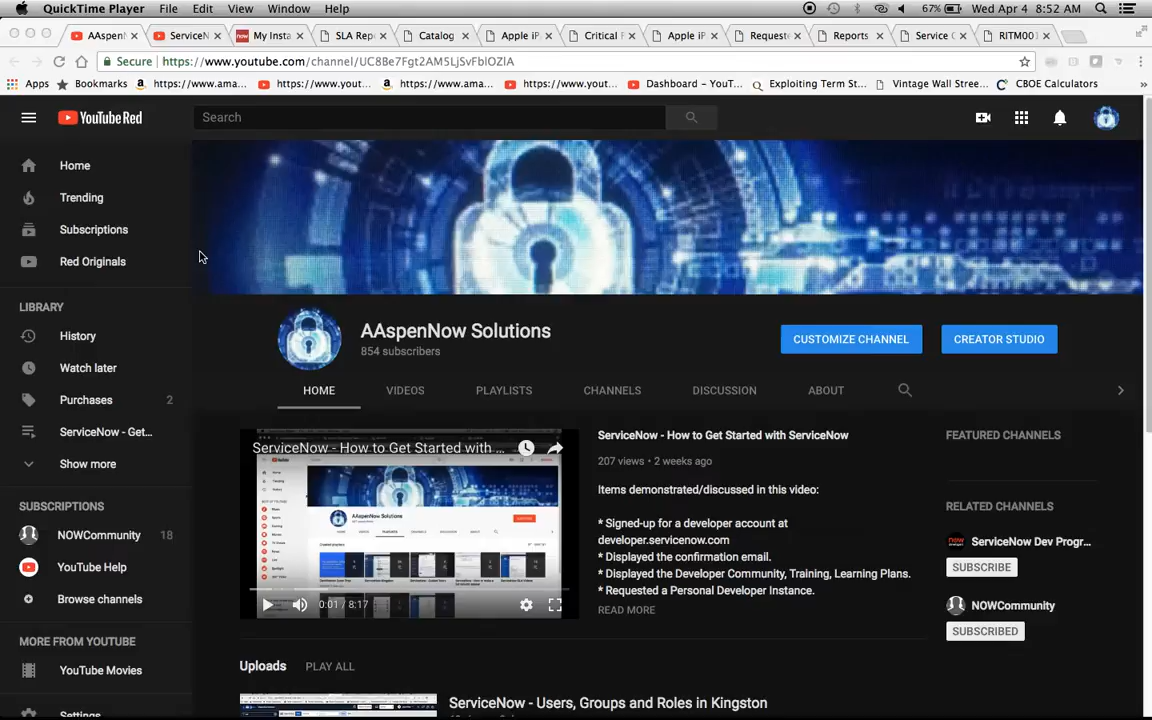 QuickTime Player File Edit View Window Help 67% Wed Apr 4 8:52 AM
AAspenN ServiceN My Insta SLA Rep Catalog Apple iP Critical F Apple iP Requeste Reports Service C RITM001
Secure https://www.youtube.com/channel/UC8Be7Fgt2AM5LjSvFblOZIA
Apps Bookmarks https://www.ama... https://www.yout... https://www.ama... https://www.yout... Dashboard – YouT... Exploiting Term St... Vintage Wall Stree... CBOE Calculators
YouTube Red
Search
Home
Trending
Subscriptions
Red Originals
LIBRARY
History
Watch later
Purchases 2
ServiceNow - Get...
Show more
SUBSCRIPTIONS
NOWCommunity 18
YouTube Help
Browse channels
MORE FROM YOUTUBE
YouTube Movies
Settings
AAspenNow Solutions
854 subscribers
CUSTOMIZE CHANNEL CREATOR STUDIO
HOME VIDEOS PLAYLISTS CHANNELS DISCUSSION ABOUT
ServiceNow - How to Get Started with ...
AAspenNow Solutions
0:01 / 8:17
ServiceNow - How to Get Started with ServiceNow
207 views • 2 weeks ago
Items demonstrated/discussed in this video:
* Signed-up for a developer account at
developer.servicenow.com
* Displayed the confirmation email.
* Displayed the Developer Community, Training, Learning Plans.
* Requested a Personal Developer Instance.
READ MORE
FEATURED CHANNELS
RELATED CHANNELS
now
ServiceNow Dev Progr...
SUBSCRIBE
NOWCommunity
SUBSCRIBED
Uploads PLAY ALL
ServiceNow - Users, Groups and Roles in Kingston